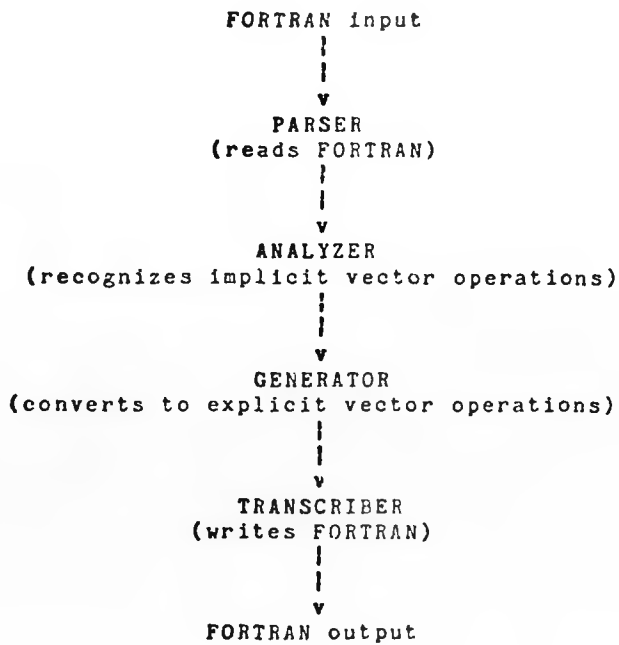 FORTRAN input
|
|
v
PARSER
(reads FORTRAN)
|
|
v
ANALYZER
(recognizes implicit vector operations)
|
|
v
GENERATOR
(converts to explicit vector operations)
|
|
v
TRANSCRIBER
(writes FORTRAN)
|
|
v
FORTRAN output